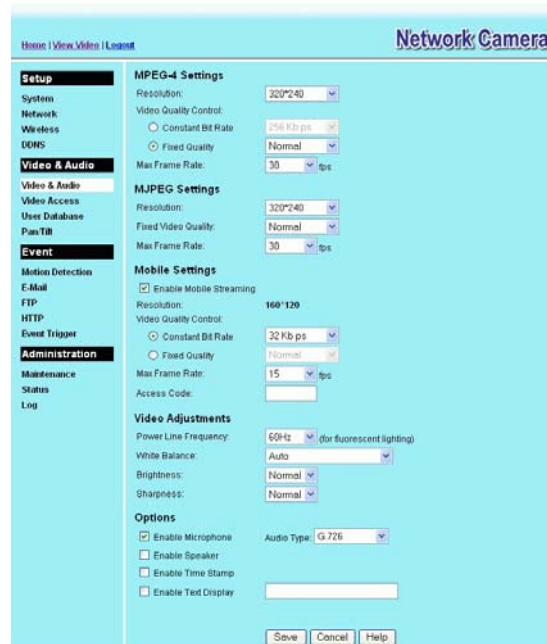 Home | View Video | Logout
Network Camera
Setup
System
Network
Wireless
DDNS
Video & Audio
Video & Audio
Video Access
User Database
Pan/Tilt
Event
Motion Detection
E-Mail
FTP
HTTP
Event Trigger
Administration
Maintenance
Status
Log
MPEG-4 Settings
Resolution: 320*240
Video Quality Control:
Constant Bit Rate 256 Kbps
Fixed Quality Normal
Max Frame Rate: 30 fps
MJPEG Settings
Resolution: 320*240
Fixed Video Quality: Normal
Max Frame Rate: 30 fps
Mobile Settings
Enable Mobile Streaming
Resolution: 160*120
Video Quality Control:
Constant Bit Rate 32 Kbps
Fixed Quality Normal
Max Frame Rate: 15 fps
Access Code:
Video Adjustments
Power Line Frequency: 60Hz (for fluorescent lighting)
White Balance: Auto
Brightness: Normal
Sharpness: Normal
Options
Enable Microphone Audio Type: G.726
Enable Speaker
Enable Time Stamp
Enable Text Display
Save Cancel Help